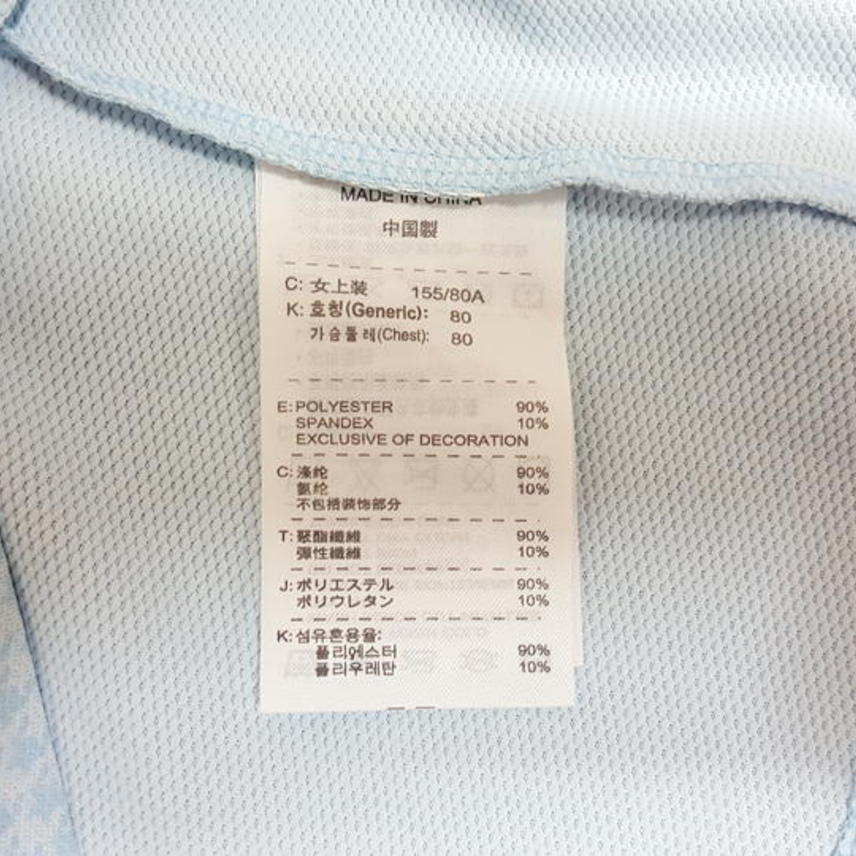 MADE IN CHINA
中国製
C: 女上装 155/80A
K: 호칭(Generic): 80
가슴둘레(Chest): 80
E: POLYESTER 90%
SPANDEX 10%
EXCLUSIVE OF DECORATION
C: 涤纶 90%
氨纶 10%
不包括装饰部分
T: 聚酯纖維 90%
彈性纖維 10%
J: ポリエステル 90%
ポリウレタン 10%
K: 섬유혼용율:
폴리에스터 90%
폴리우레탄 10%